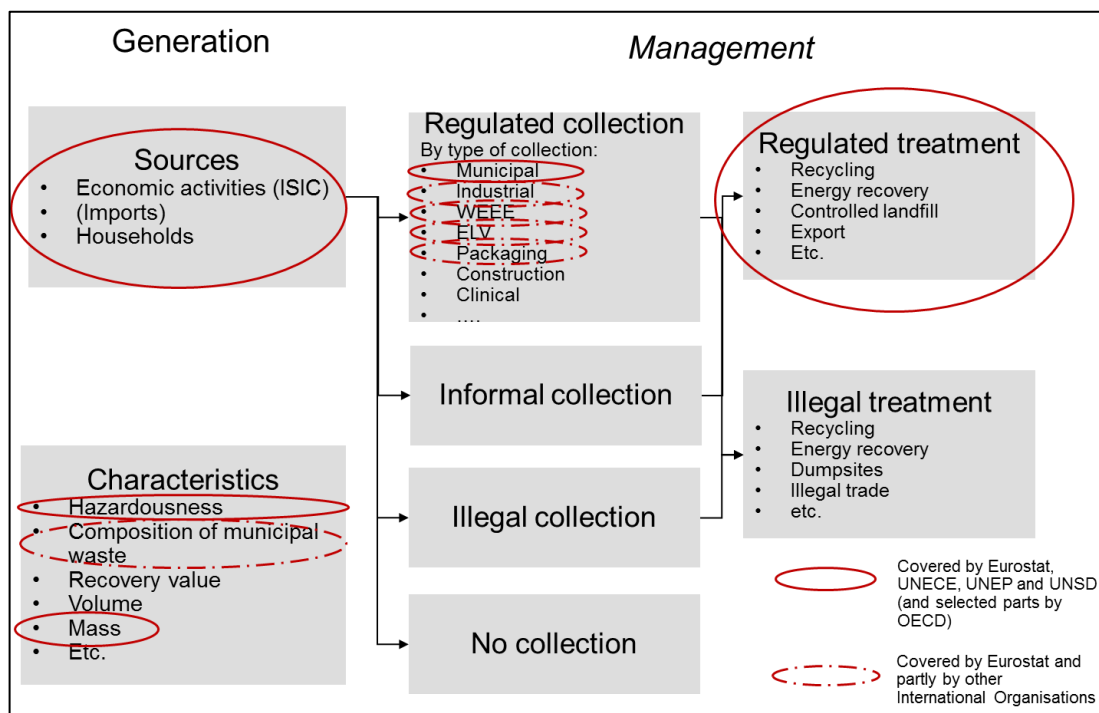 Generation
Management
Sources
• Economic activities (ISIC)
• (Imports)
• Households
Characteristics
• Hazardousness
• Composition of municipal
waste
• Recovery value
• Volume
• Mass
• Etc.
Regulated collection
By type of collection:
• Municipal
• Industrial
• WEEE
• ELV
• Packaging
• Construction
• Clinical
• ....
Informal collection
Illegal collection
No collection
Regulated treatment
• Recycling
• Energy recovery
• Controlled landfill
• Export
• Etc.
Illegal treatment
• Recycling
• Energy recovery
• Dumpsites
• Illegal trade
• etc.
Covered by Eurostat,
UNECE, UNEP and UNSD
(and selected parts by
OECD)
Covered by Eurostat and
partly by other
International Organisations